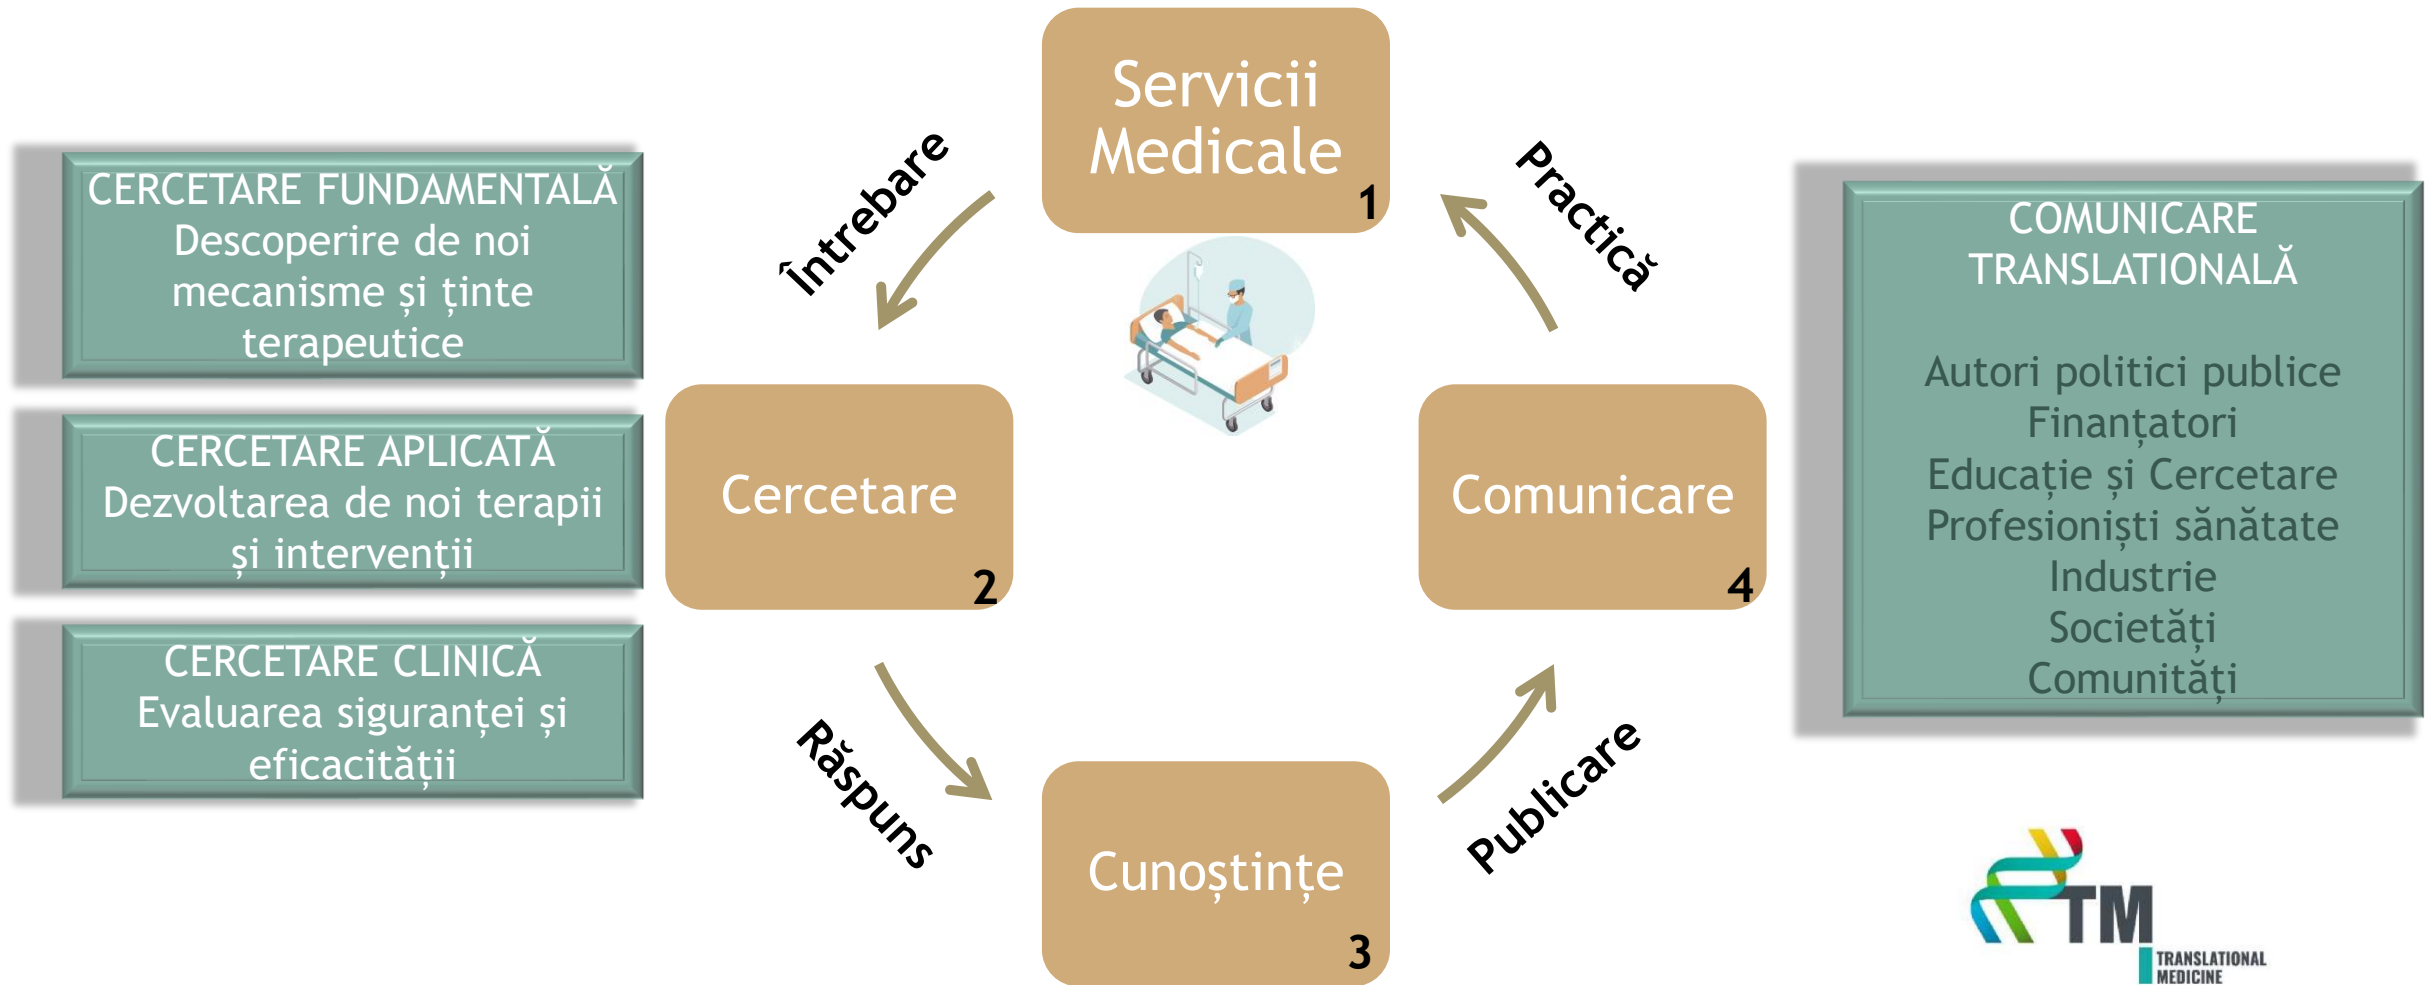 CERCETARE FUNDAMENTALĂ
Descoperire de noi
mecanisme și ținte
terapeutice
CERCETARE APLICATĂ
Dezvoltarea de noi terapii
și intervenții
CERCETARE CLINICĂ
Evaluarea siguranței și
eficacității
Servicii
Medicale
1
Întrebare
Cercetare
2
Răspuns
Cunoștințe
3
Publicare
Comunicare
4
Practică
COMUNICARE
TRANSLATIONALĂ
Autori politici publice
Finanțatori
Educație și Cercetare
Profesioniști sănătate
Industrie
Societăți
Comunități
TM
TRANSLATIONAL
MEDICINE